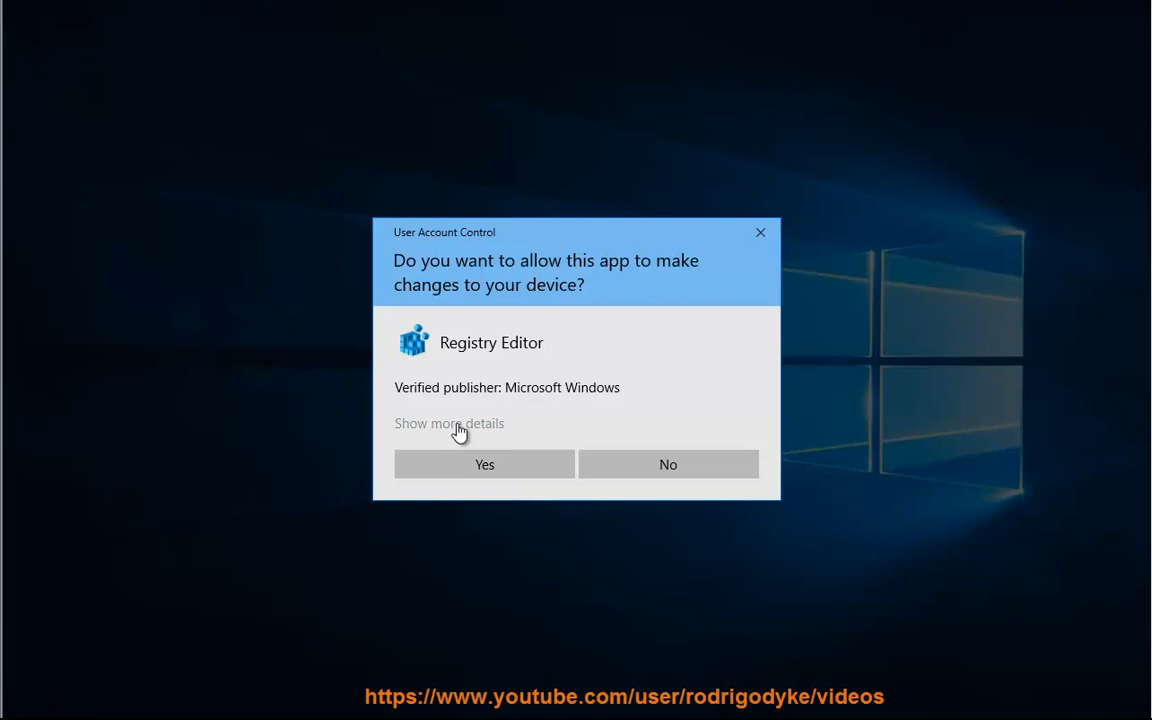 User Account Control
Do you want to allow this app to make
changes to your device?
Registry Editor
Verified publisher: Microsoft Windows
Show more details
Yes
No
https://www.youtube.com/user/rodrigodyke/videos